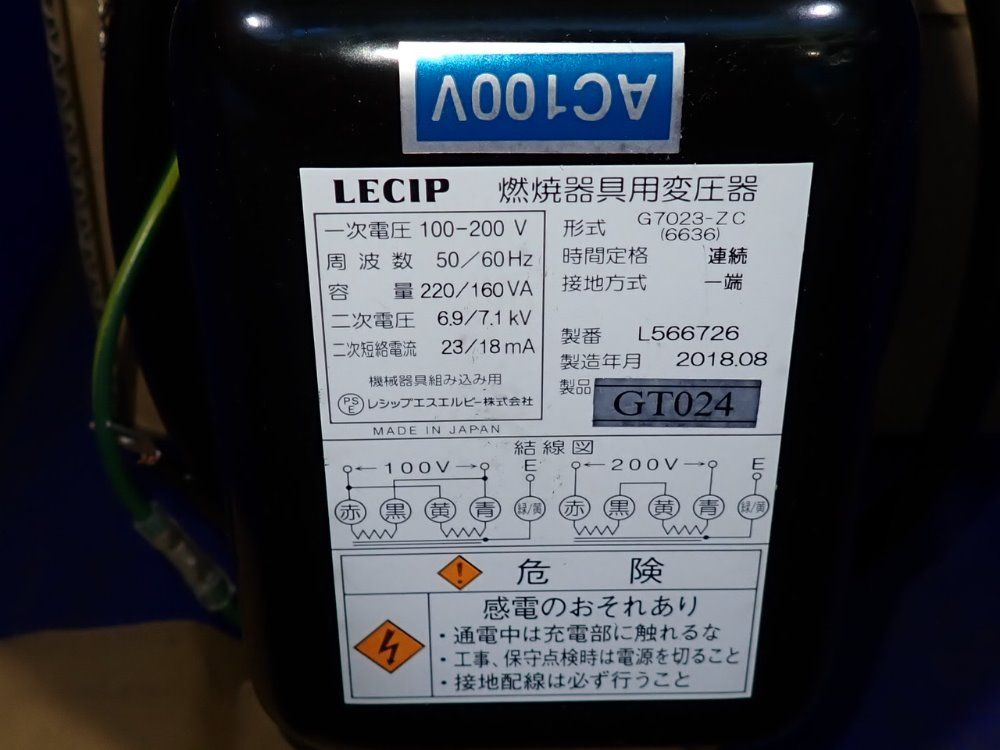 AC100V
LECIP 燃焼器具用変圧器
一次電圧 100-200 V
周波数 50/60Hz
容量 220/160VA
二次電圧 6.9/7.1 kV
二次短絡電流 23/18mA
機械器具組み込み用
PSE レシップエスエルピー株式会社
MADE IN JAPAN
形式 G7023-ZC
(6636)
時間定格 連続
接地方式 一端
製番 L566726
製造年月 2018.08
製品 GT024
結線図
100V E 200V E
赤 黒 黄 青 緑/黄 赤 黒 黄 青 緑/黄
危険
感電のおそれあり
・通電中は充電部に触れるな
・工事、保守点検時は電源を切ること
・接地配線は必ず行うこと